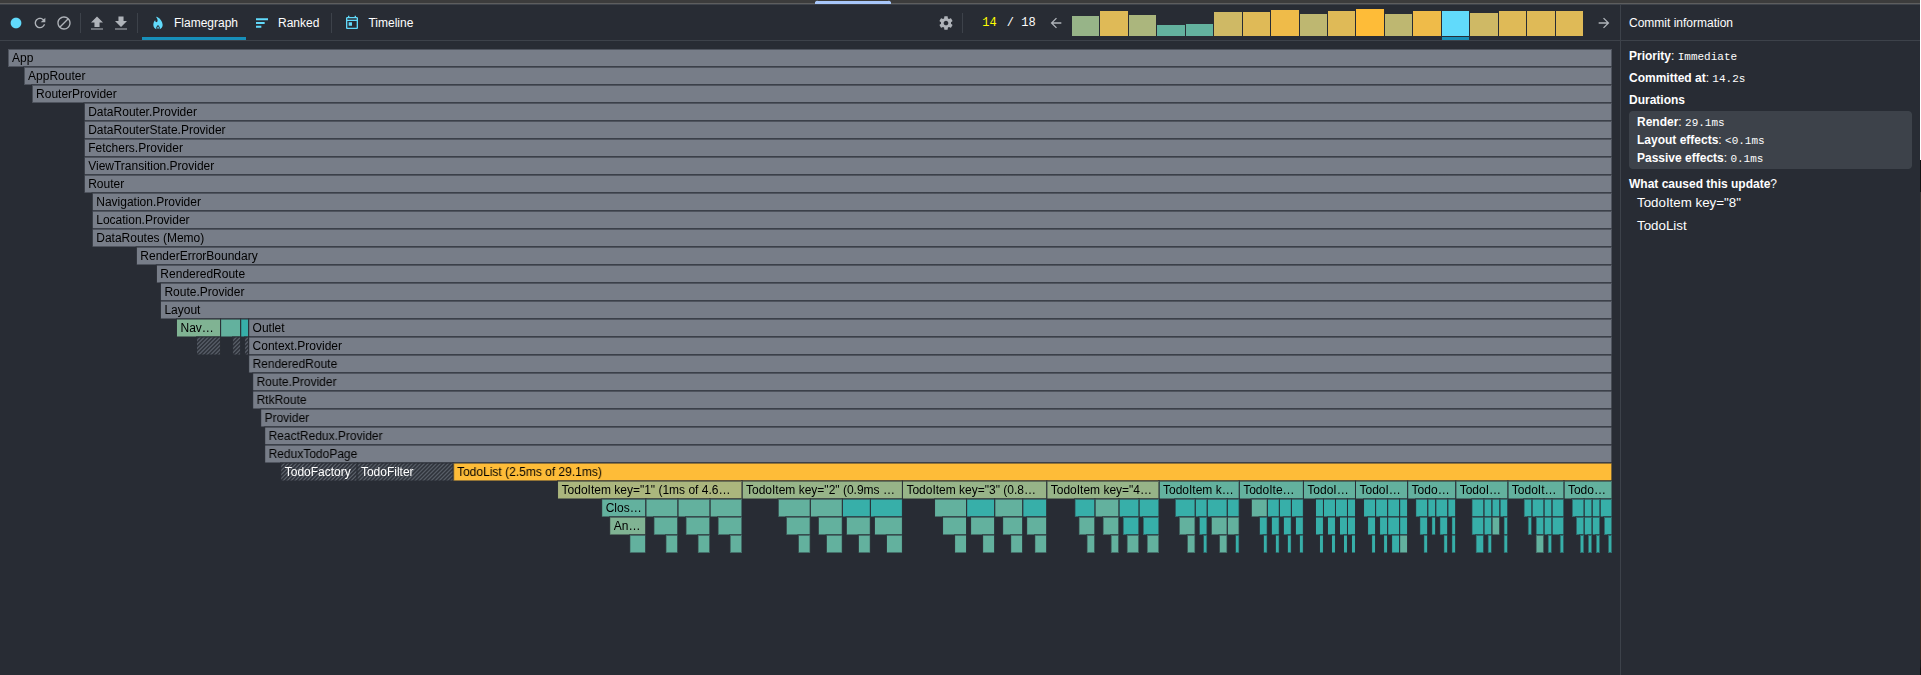 Flamegraph Ranked Timeline 14 / 18 Commit information
Priority: Immediate
Committed at: 14.2s
Durations
Render: 29.1ms
Layout effects: <0.1ms
Passive effects: 0.1ms
What caused this update?
TodoItem key="8"
TodoList
App
AppRouter
RouterProvider
DataRouter.Provider
DataRouterState.Provider
Fetchers.Provider
ViewTransition.Provider
Router
Navigation.Provider
Location.Provider
DataRoutes (Memo)
RenderErrorBoundary
RenderedRoute
Route.Provider
Layout
Nav… Outlet
Context.Provider
RenderedRoute
Route.Provider
RtkRoute
Provider
ReactRedux.Provider
ReduxTodoPage
TodoFactory TodoFilter TodoList (2.5ms of 29.1ms)
TodoItem key="1" (1ms of 4.6… TodoItem key="2" (0.9ms … TodoItem key="3" (0.8… TodoItem key="4… TodoItem k… TodoIte… TodoI… TodoI… Todo… TodoI… TodoIt… Todo…
Clos…
An…